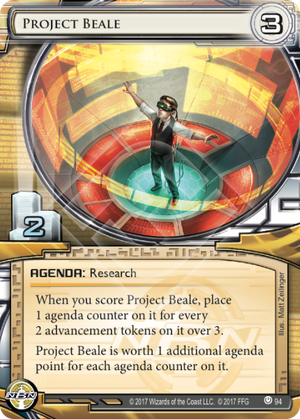 PROJECT BEALE
3
2
AGENDA: Research
When you score Project Beale, place
1 agenda counter on it for every
2 advancement tokens on it over 3.
Project Beale is worth 1 additional agenda
point for each agenda counter on it.
Illus. Matt Zeilinger
NBN
© 2017 Wizards of the Coast LLC. © 2017 FFG
94